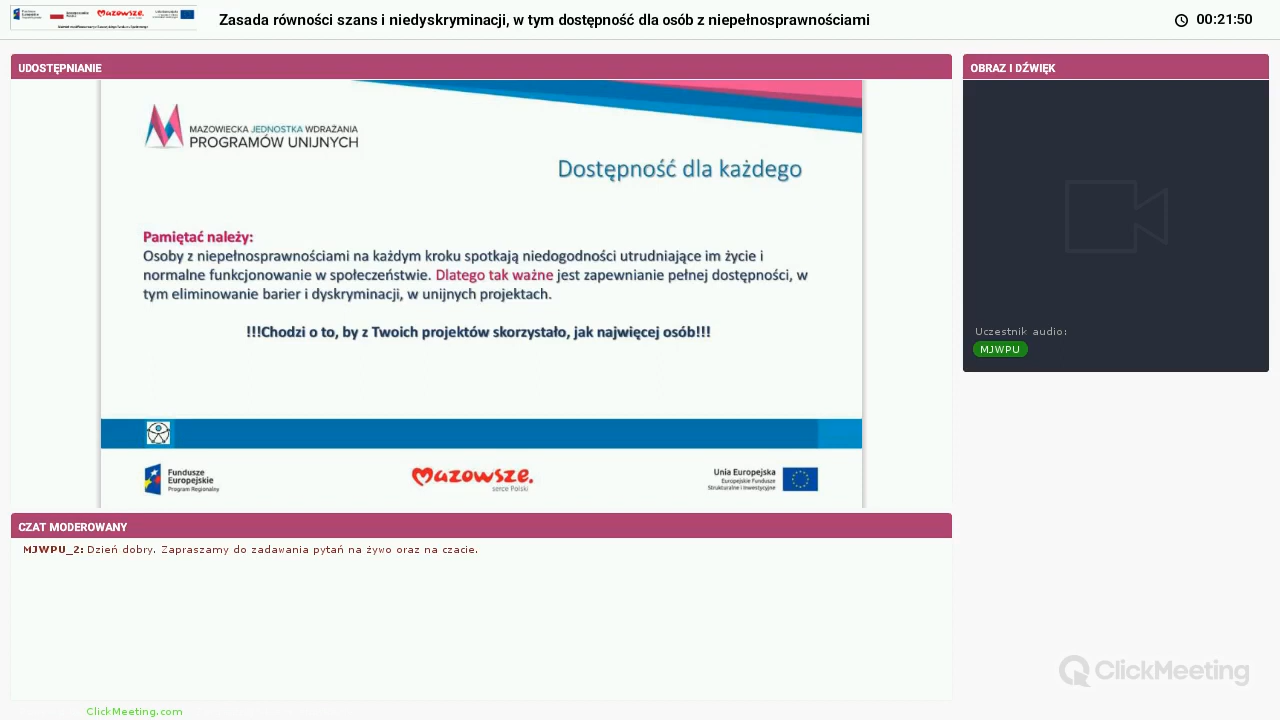 Zasada równości szans i niedyskryminacji, w tym dostępność dla osób z niepełnosprawnościami
00:21:50
UDOSTĘPNIANIE
MAZOWIECKA JEDNOSTKA WDRAŻANIA
PROGRAMÓW UNIJNYCH
Dostępność dla każdego
Pamiętać należy:
Osoby z niepełnosprawnościami na każdym kroku spotkają niedogodności utrudniające im życie i
normalne funkcjonowanie w społeczeństwie. Dlatego tak ważne jest zapewnianie pełnej dostępności, w
tym eliminowanie barier i dyskryminacji, w unijnych projektach.
!!!Chodzi o to, by z Twoich projektów skorzystało, jak najwięcej osób!!!
Fundusze
Europejskie
Program Regionalny
mazowsze.
serce Polski
Unia Europejska
Europejskie Fundusze
Strukturalne i Inwestycyjne
OBRAZ I DŹWIĘK
Uczestnik audio:
MJWPU
CZAT MODEROWANY
MJWPU_2: Dzień dobry. Zapraszamy do zadawania pytań na żywo oraz na czacie.
ClickMeeting
ClickMeeting.com